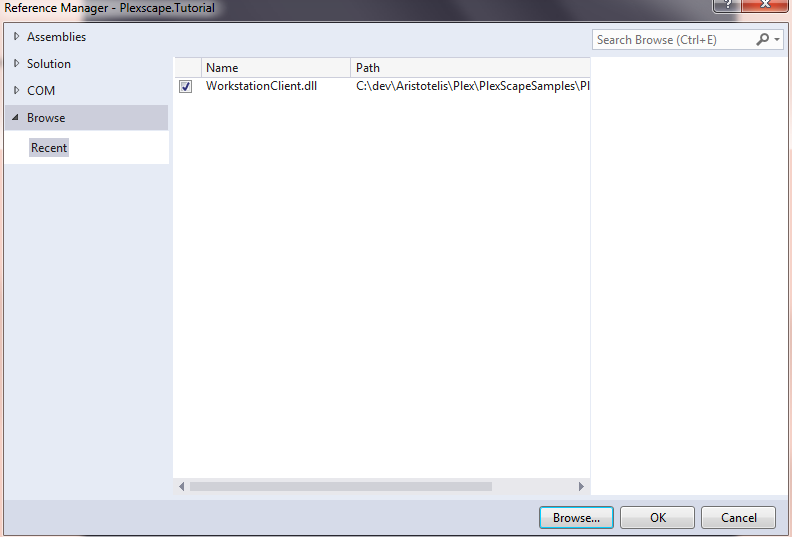 Reference Manager - Plexscape.Tutorial
?
Assemblies
Search Browse (Ctrl+E)
Solution
Name Path
COM
WorkstationClient.dll C:\dev\Aristotelis\Plex\PlexScapeSamples\Pl
Browse
Recent
Browse... OK Cancel